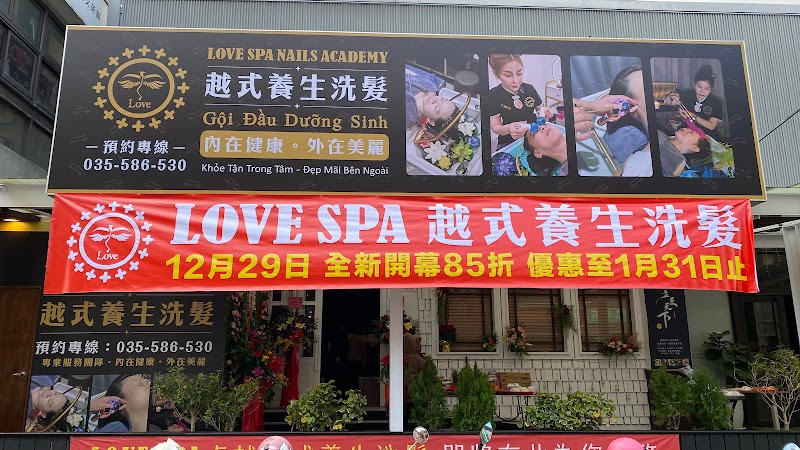 LOVE SPA NAILS ACADEMY
越式養生洗髮
Gội Đầu Dưỡng Sinh
內在健康。外在美麗
Khỏe Tận Trong Tâm - Đẹp Mãi Bên Ngoài
Love
—預約專線—
035-586-530
Love
LOVE SPA 越式養生洗髮
12月29日 全新開幕85折 優惠至1月31日止
越式養生洗髮
預約專線：035-586-530
專業服務團隊·內在健康·外在美麗